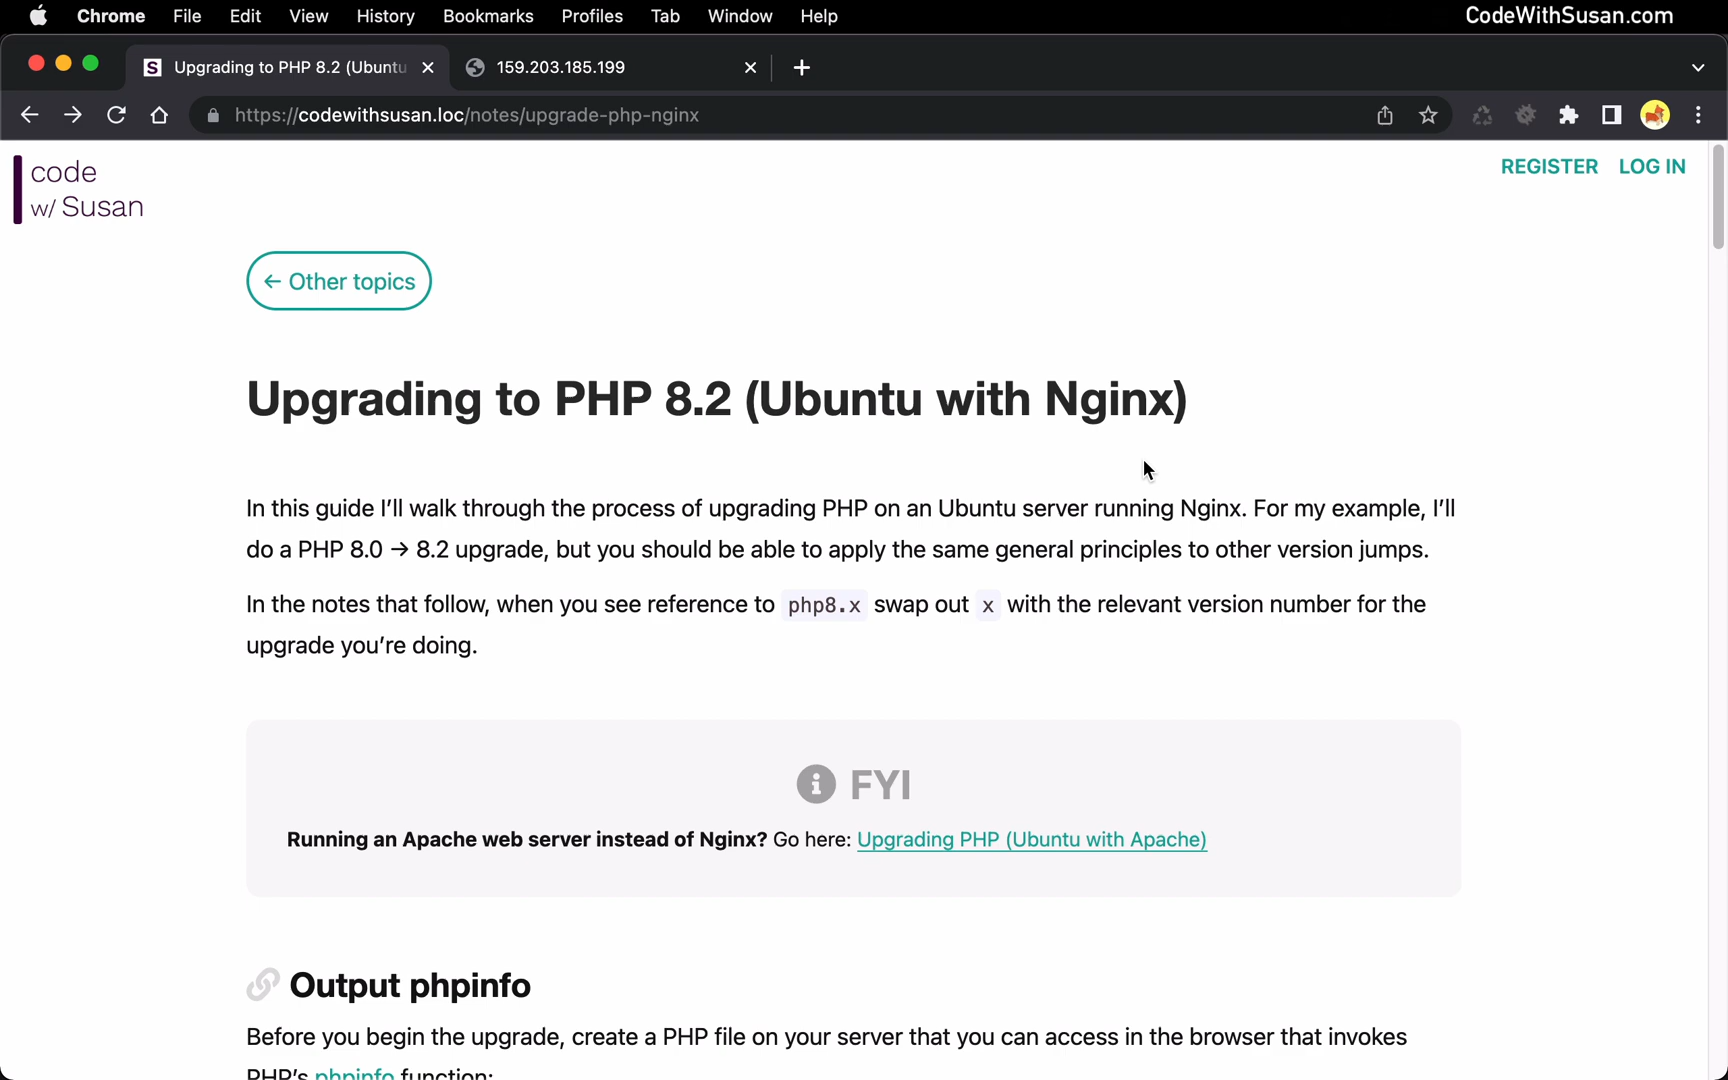 Chrome File Edit View History Bookmarks Profiles Tab Window Help CodeWithSusan.com
S Upgrading to PHP 8.2 (Ubuntu 159.203.185.199
https://codewithsusan.loc/notes/upgrade-php-nginx
code
w/ Susan
REGISTER LOG IN
← Other topics
Upgrading to PHP 8.2 (Ubuntu with Nginx)
In this guide I’ll walk through the process of upgrading PHP on an Ubuntu server running Nginx. For my example, I’ll
do a PHP 8.0 → 8.2 upgrade, but you should be able to apply the same general principles to other version jumps.
In the notes that follow, when you see reference to php8.x swap out x with the relevant version number for the
upgrade you’re doing.
FYI
Running an Apache web server instead of Nginx? Go here: Upgrading PHP (Ubuntu with Apache)
Output phpinfo
Before you begin the upgrade, create a PHP file on your server that you can access in the browser that invokes
PHP’s phpinfo function: